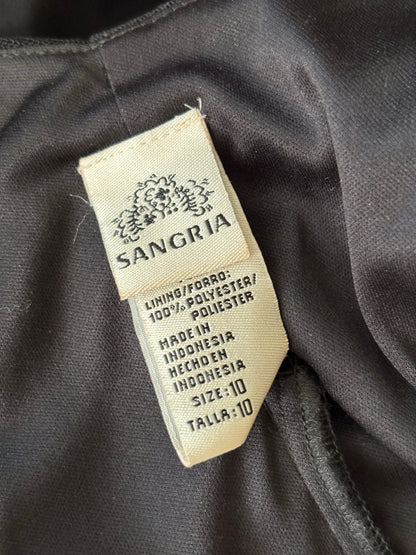 SANGRIA
LINING/FORRO:
100% POLYESTER/
POLIESTER
MADE IN
INDONESIA
HECHO EN
INDONESIA
SIZE: 10
TALLA: 10